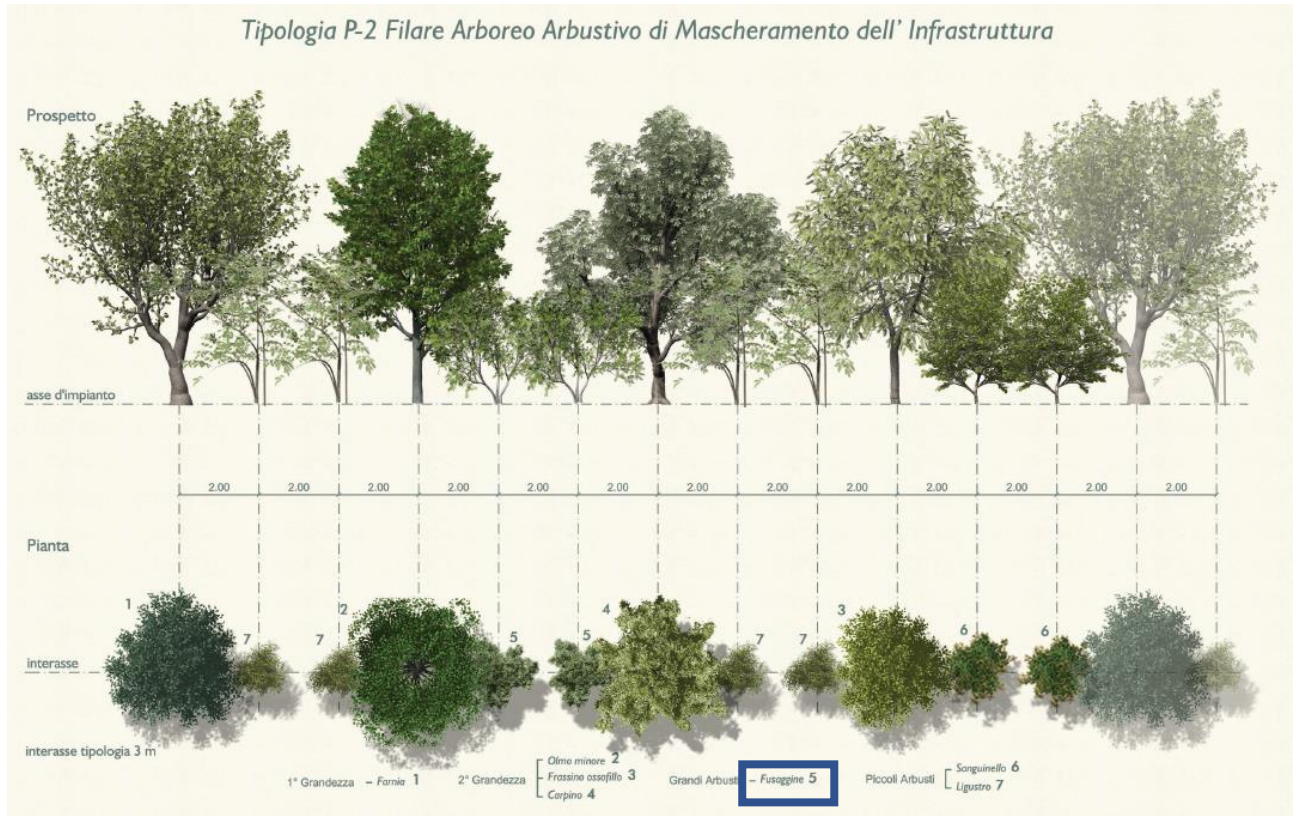 Tipologia P-2 Filare Arboreo Arbustivo di Mascheramento dell' Infrastruttura
Prospetto
asse d'impianto
2.00 2.00 2.00 2.00 2.00 2.00 2.00 2.00 2.00 2.00 2.00 2.00 2.00
Pianta
1 7 7 2 5 5 4 7 7 3 6 6
interasse
interasse tipologia 3 m
1° Grandezza – Farnia 1
2° Grandezza
Olmo minore 2
Frassino ossofillo 3
Carpino 4
Grandi Arbusti – Fusaggine 5
Piccoli Arbusti
Sanguinello 6
Ligustro 7